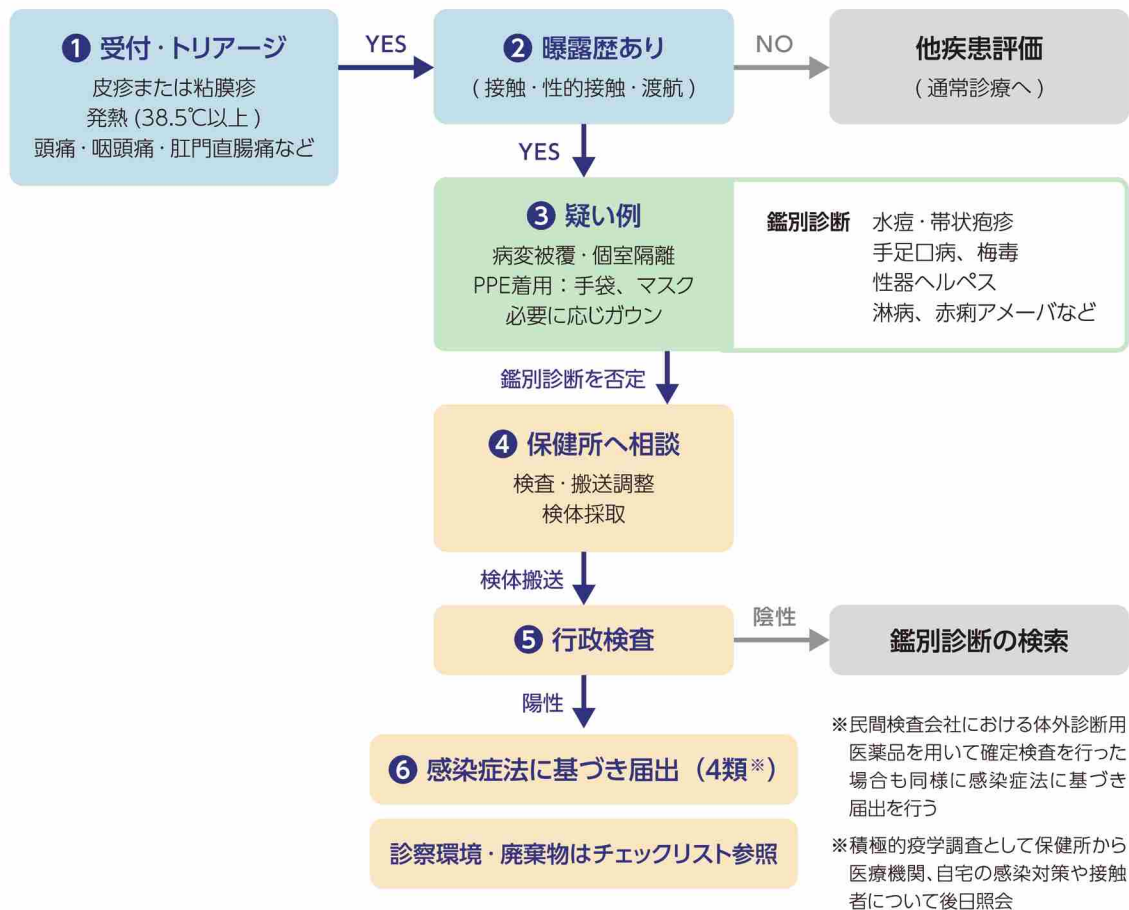 ❶ 受付・トリアージ
皮疹または粘膜疹
発熱 (38.5℃以上)
頭痛・咽頭痛・肛門直腸痛など
YES
❷ 曝露歴あり
(接触・性的接触・渡航)
NO
他疾患評価
(通常診療へ)
YES
❸ 疑い例
病変被覆・個室隔離
PPE着用：手袋、マスク
必要に応じガウン
鑑別診断 水痘・帯状疱疹
手足口病、梅毒
性器ヘルペス
淋病、赤痢アメーバなど
鑑別診断を否定
❹ 保健所へ相談
検査・搬送調整
検体採取
検体搬送
❺ 行政検査
陰性
鑑別診断の検索
陽性
❻ 感染症法に基づき届出（4類※）
診察環境・廃棄物はチェックリスト参照
※民間検査会社における体外診断用
医薬品を用いて確定検査を行った
場合も同様に感染症法に基づき
届出を行う
※積極的疫学調査として保健所から
医療機関、自宅の感染対策や接触
者について後日照会